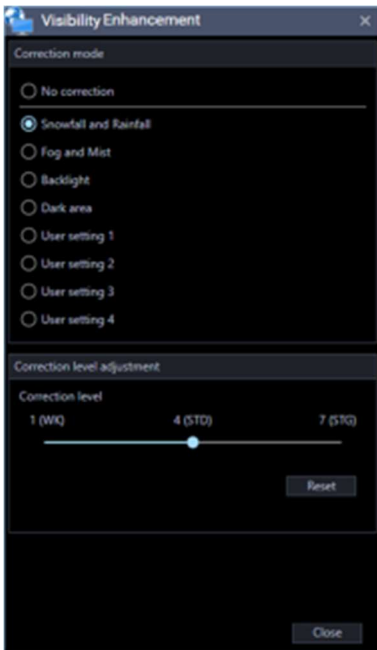 Visibility Enhancement
Correction mode
No correction
Snowfall and Rainfall
Fog and Mist
Backlight
Dark area
User setting 1
User setting 2
User setting 3
User setting 4
Correction level adjustment
Correction level
1 (WK) 4 (STD) 7 (STG)
Reset
Close